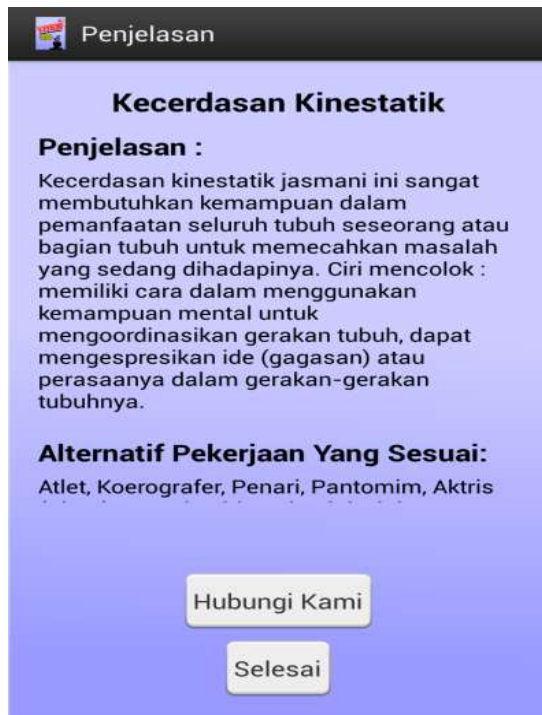 Penjelasan
Kecerdasan Kinestatik
Penjelasan :
Kecerdasan kinestatik jasmani ini sangat
membutuhkan kemampuan dalam
pemanfaatan seluruh tubuh seseorang atau
bagian tubuh untuk memecahkan masalah
yang sedang dihadapinya. Ciri mencolok :
memiliki cara dalam menggunakan
kemampuan mental untuk
mengoordinasikan gerakan tubuh, dapat
mengespresikan ide (gagasan) atau
perasaanya dalam gerakan-gerakan
tubuhnya.
Alternatif Pekerjaan Yang Sesuai:
Atlet, Koerografer, Penari, Pantomim, Aktris
Hubungi Kami
Selesai